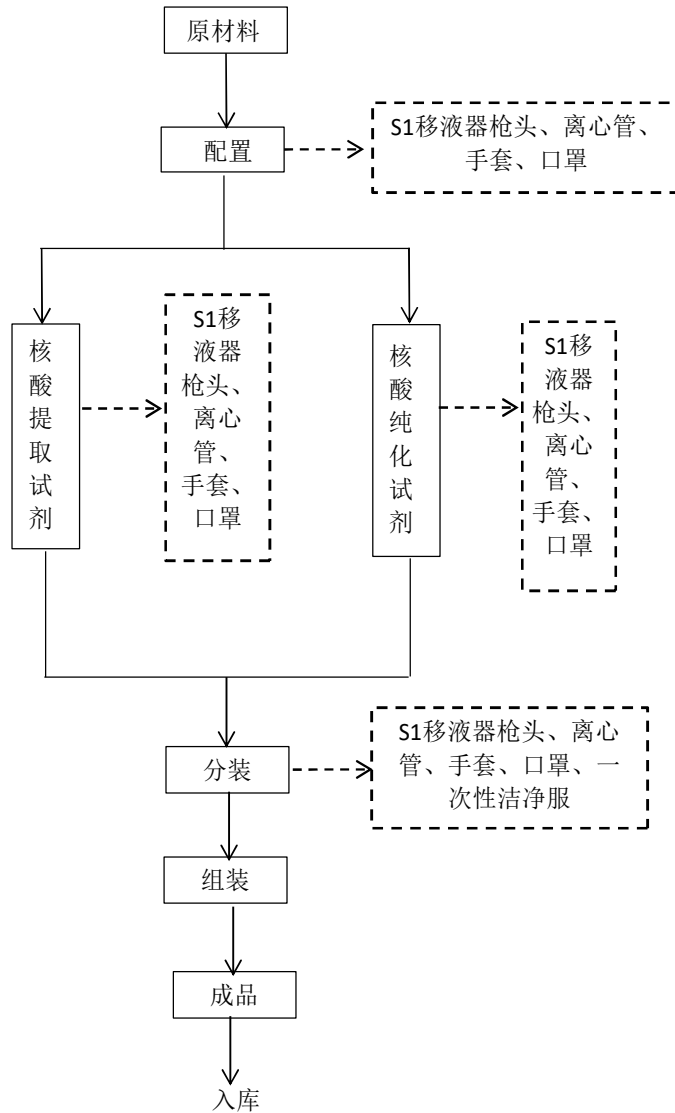 原材料
配置
S1移液器枪头、离心管、
手套、口罩
核
酸
提
取
试
剂
S1移
液器
枪头、
离心
管、
手套、
口罩
核
酸
纯
化
试
剂
S1移
液器
枪头、
离心
管、
手套、
口罩
分装
S1移液器枪头、离心
管、手套、口罩、一
次性洁净服
组装
成品
入库